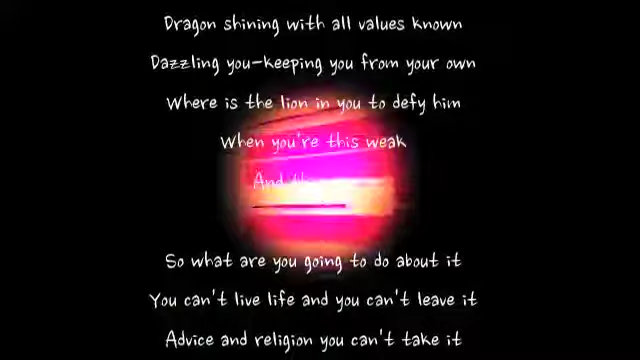 Dragon shining with all values known
Dazzling you-keeping you from your own
Where is the lion in you to defy him
When you're this weak
And
So what are you going to do about it
You can't live life and you can't leave it
Advice and religion you can't take it